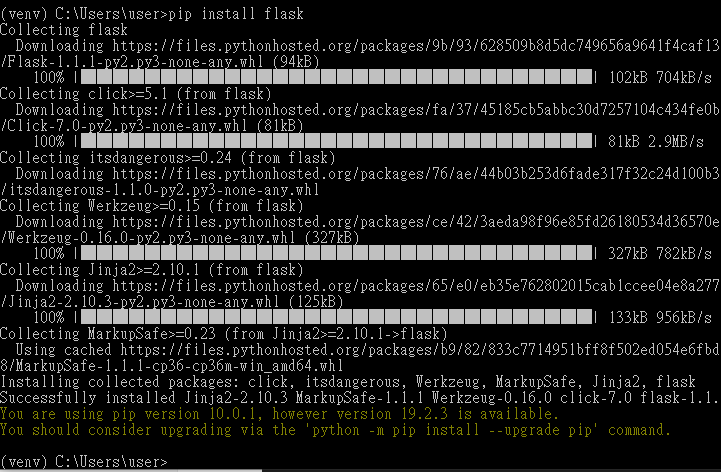 (venv) C:\Users\user>pip install flask
Collecting flask
  Downloading https://files.pythonhosted.org/packages/9b/93/628509b8d5dc749656a9641f4caf13
/Flask-1.1.1-py2.py3-none-any.whl (94kB)
    100% |████████████████████████████████| 102kB 704kB/s
Collecting click>=5.1 (from flask)
  Downloading https://files.pythonhosted.org/packages/fa/37/45185cb5abbc30d7257104c434fe0b
/Click-7.0-py2.py3-none-any.whl (81kB)
    100% |████████████████████████████████| 81kB 2.9MB/s
Collecting itsdangerous>=0.24 (from flask)
  Downloading https://files.pythonhosted.org/packages/76/ae/44b03b253d6fade317f32c24d100b3
/itsdangerous-1.1.0-py2.py3-none-any.whl
Collecting Werkzeug>=0.15 (from flask)
  Downloading https://files.pythonhosted.org/packages/ce/42/3aeda98f96e85fd26180534d36570e
/Werkzeug-0.16.0-py2.py3-none-any.whl (327kB)
    100% |████████████████████████████████| 327kB 782kB/s
Collecting Jinja2>=2.10.1 (from flask)
  Downloading https://files.pythonhosted.org/packages/65/e0/eb35e762802015cab1ccee04e8a277
/Jinja2-2.10.3-py2.py3-none-any.whl (125kB)
    100% |████████████████████████████████| 133kB 956kB/s
Collecting MarkupSafe>=0.23 (from Jinja2>=2.10.1->flask)
  Using cached https://files.pythonhosted.org/packages/b9/82/833c7714951bff8f502ed054e6fbd
8/MarkupSafe-1.1.1-cp36-cp36m-win_amd64.whl
Installing collected packages: click, itsdangerous, Werkzeug, MarkupSafe, Jinja2, flask
Successfully installed Jinja2-2.10.3 MarkupSafe-1.1.1 Werkzeug-0.16.0 click-7.0 flask-1.1.
You are using pip version 10.0.1, however version 19.2.3 is available.
You should consider upgrading via the 'python -m pip install --upgrade pip' command.
(venv) C:\Users\user>